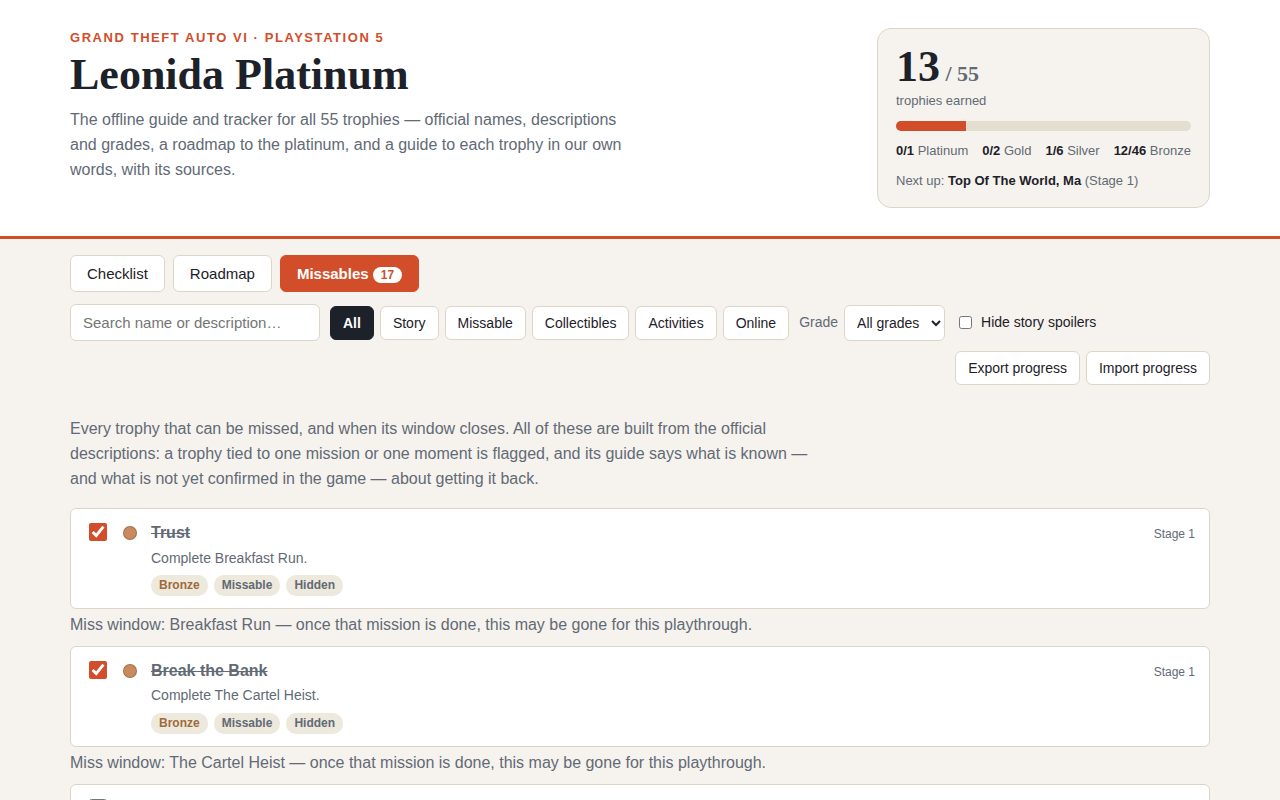 GRAND THEFT AUTO VI · PLAYSTATION 5
Leonida Platinum
The offline guide and tracker for all 55 trophies — official names, descriptions
and grades, a roadmap to the platinum, and a guide to each trophy in our own
words, with its sources.
13 / 55
trophies earned
0/1 Platinum 0/2 Gold 1/6 Silver 12/46 Bronze
Next up: Top Of The World, Ma (Stage 1)
Checklist Roadmap Missables 17
Search name or description… All Story Missable Collectibles Activities Online Grade All grades Hide story spoilers
Export progress Import progress
Every trophy that can be missed, and when its window closes. All of these are built from the official
descriptions: a trophy tied to one mission or one moment is flagged, and its guide says what is known —
and what is not yet confirmed in the game — about getting it back.
Trust Stage 1
Complete Breakfast Run.
Bronze Missable Hidden
Miss window: Breakfast Run — once that mission is done, this may be gone for this playthrough.
Break the Bank Stage 1
Complete The Cartel Heist.
Bronze Missable Hidden
Miss window: The Cartel Heist — once that mission is done, this may be gone for this playthrough.